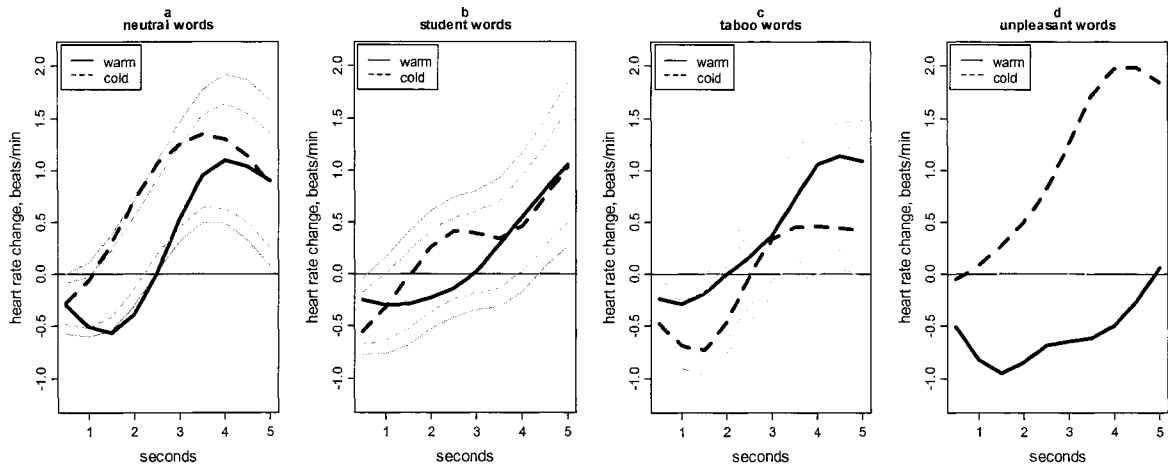 a
neutral words
warm
cold
heart rate change, beats/min
2.0
1.5
1.0
0.5
0.0
-0.5
-1.0
1 2 3 4 5
seconds
b
student words
warm
cold
heart rate change, beats/min
2.0
1.5
1.0
0.5
0.0
-0.5
-1.0
1 2 3 4 5
seconds
c
taboo words
warm
cold
heart rate change, beats/min
2.0
1.5
1.0
0.5
0.0
-0.5
-1.0
1 2 3 4 5
seconds
d
unpleasant words
warm
cold
heart rate change, beats/min
2.0
1.5
1.0
0.5
0.0
-0.5
-1.0
1 2 3 4 5
seconds